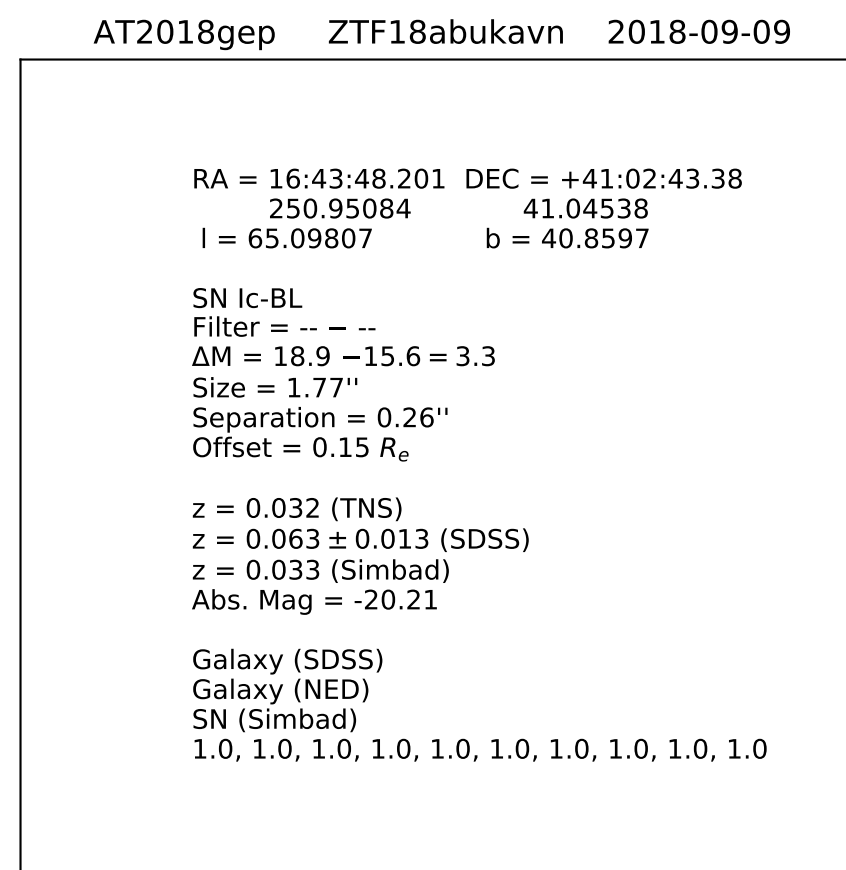 AT2018gep ZTF18abukavn 2018-09-09
RA = 16:43:48.201 DEC = +41:02:43.38
250.95084 41.04538
l = 65.09807 b = 40.8597
SN Ic-BL
Filter = -- − --
ΔM = 18.9 −15.6 = 3.3
Size = 1.77''
Separation = 0.26''
Offset = 0.15 Rₑ
z = 0.032 (TNS)
z = 0.063 ± 0.013 (SDSS)
z = 0.033 (Simbad)
Abs. Mag = -20.21
Galaxy (SDSS)
Galaxy (NED)
SN (Simbad)
1.0, 1.0, 1.0, 1.0, 1.0, 1.0, 1.0, 1.0, 1.0, 1.0